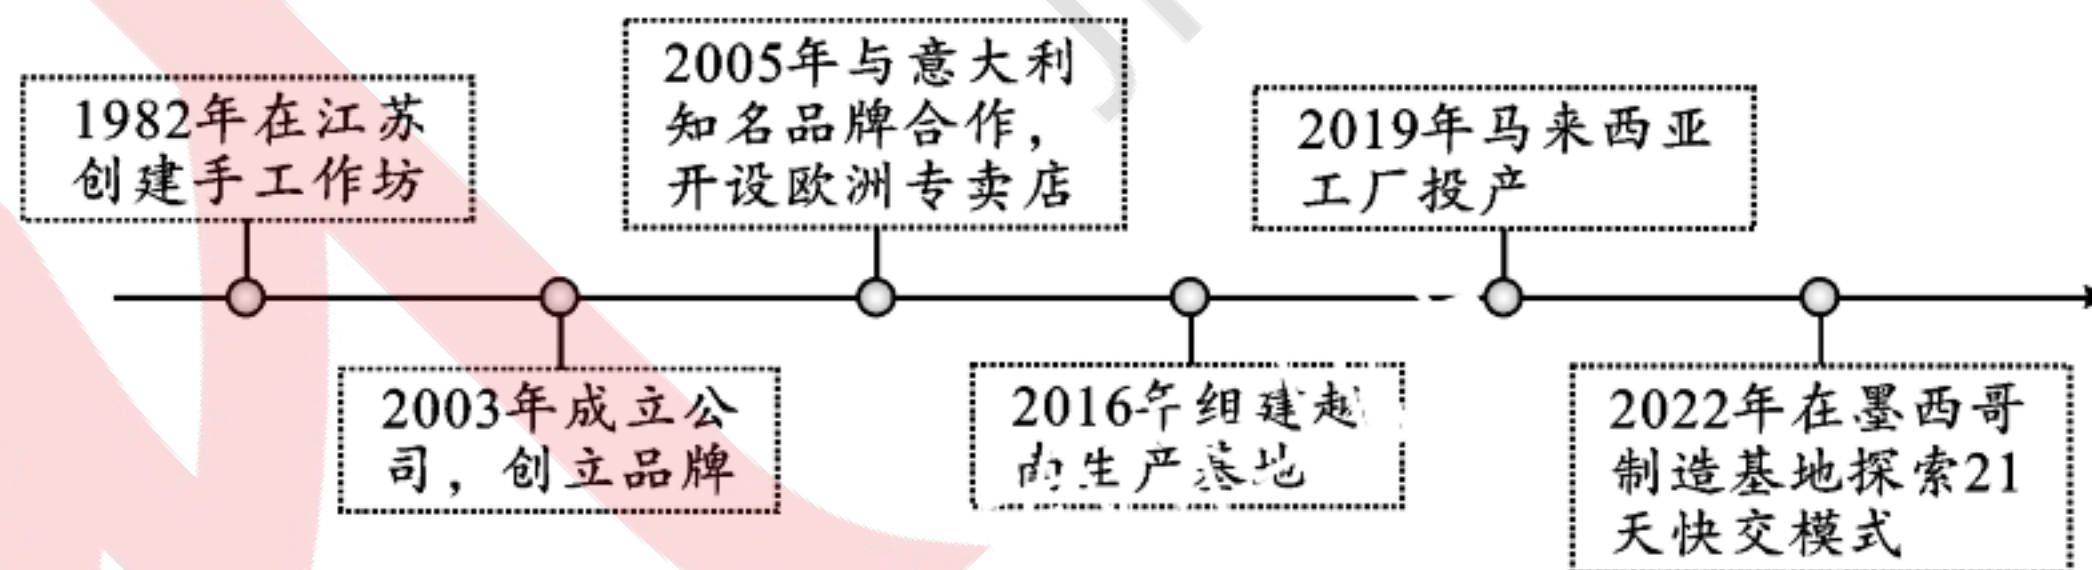 1982年在江苏
创建手工作坊
2003年成立公
司，创立品牌
2005年与意大利
知名品牌合作，
开设欧洲专卖店
2016年组建越
南生产基地
2019年马来西亚
工厂投产
2022年在墨西哥
制造基地探索21
天快交模式